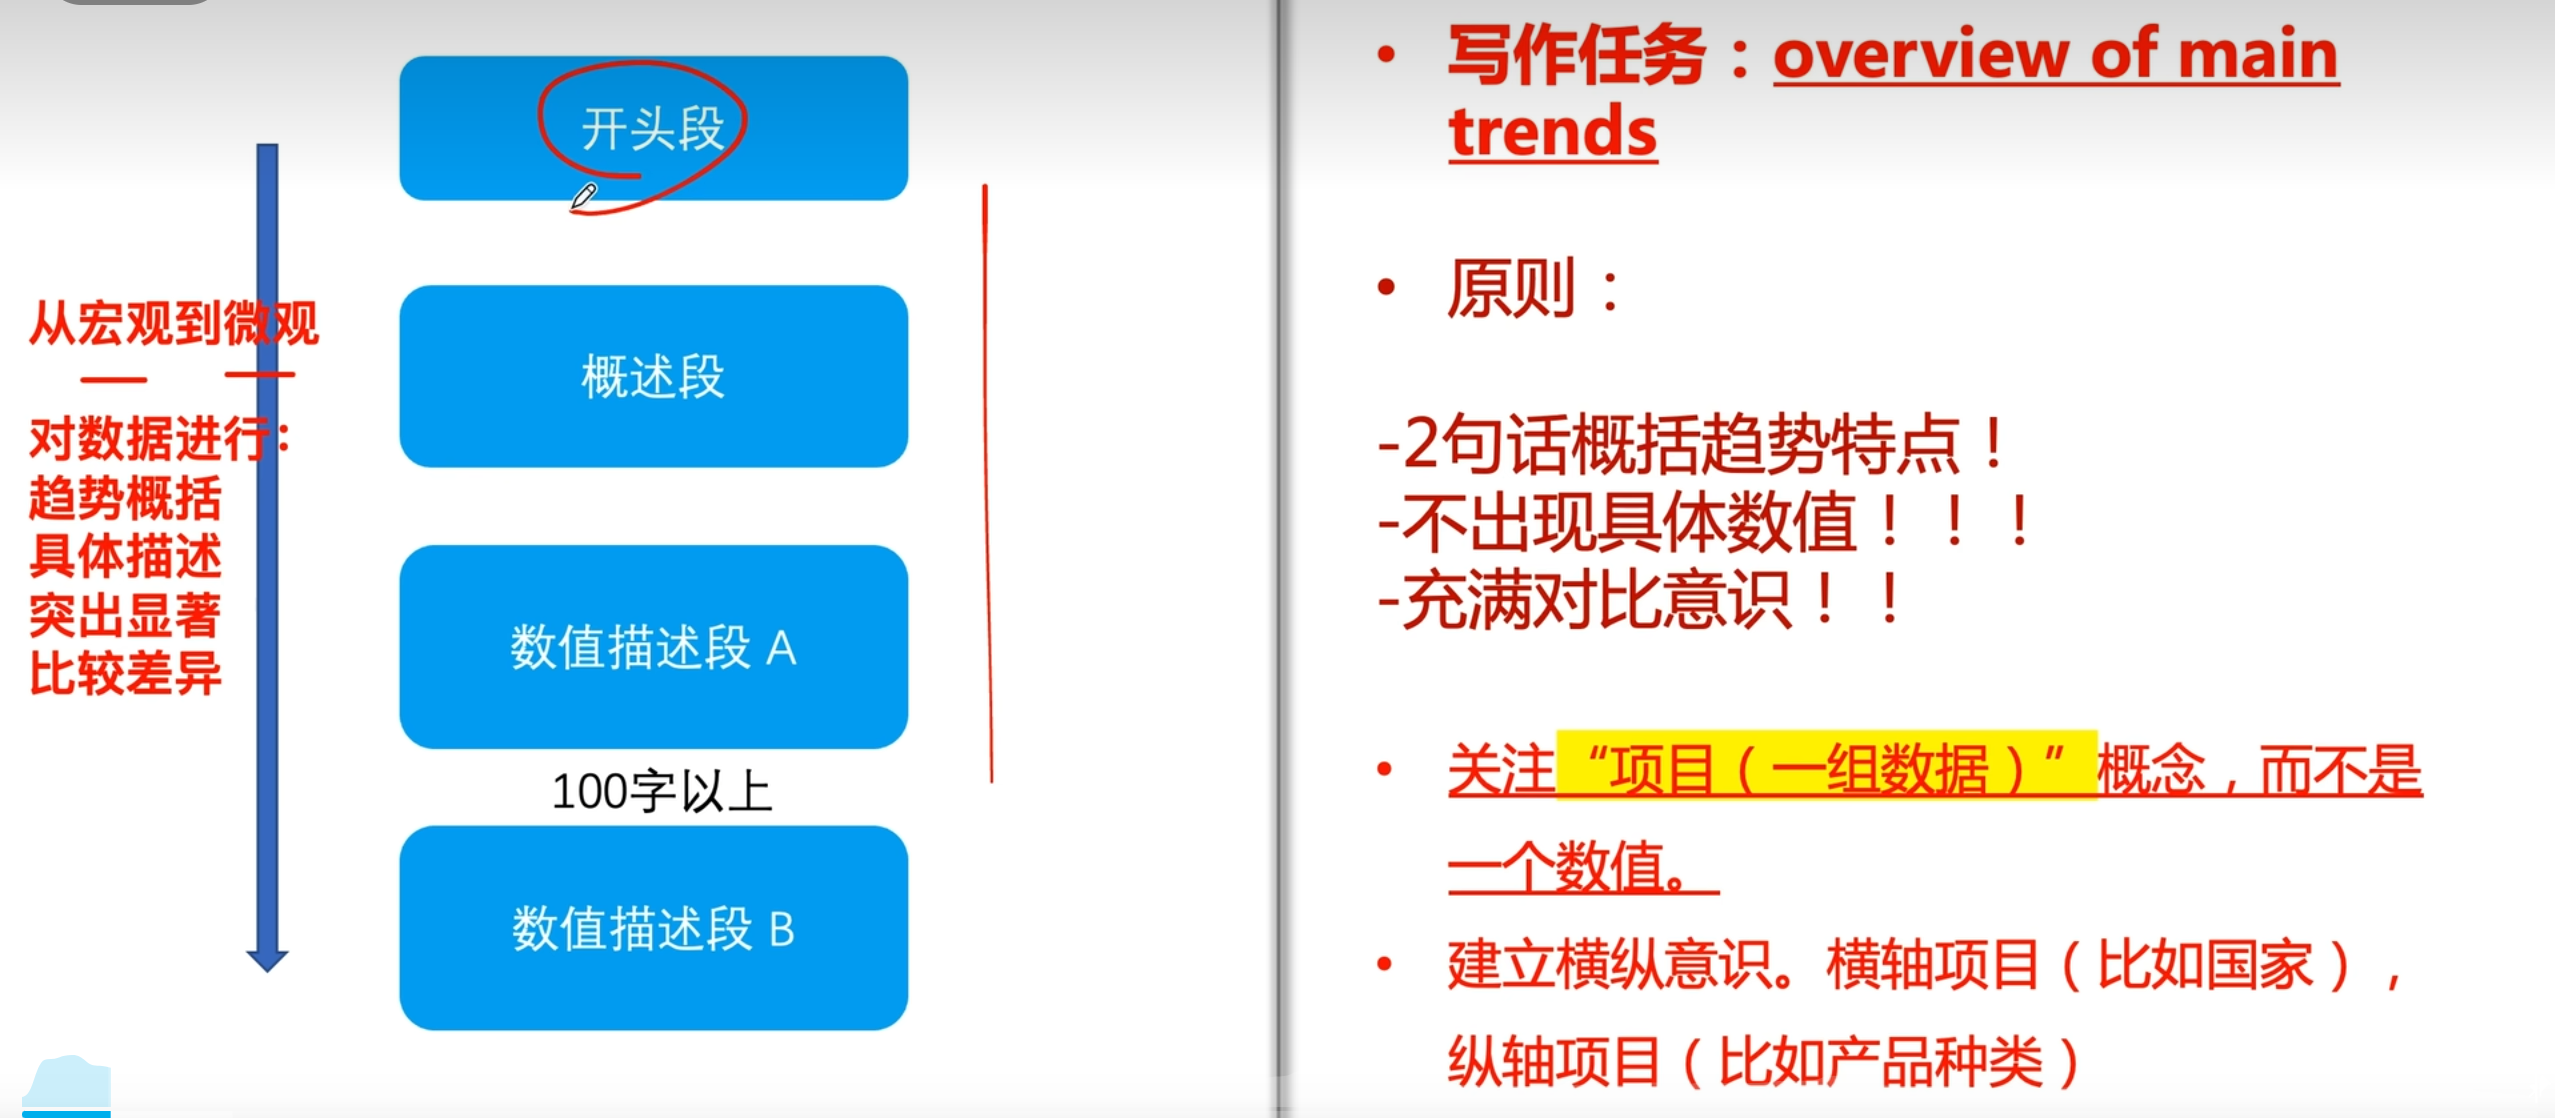 开头段
概述段
数值描述段 A
100字以上
数值描述段 B
从宏观到微观
对数据进行：
趋势概括
具体描述
突出显著
比较差异
• 写作任务：overview of main
trends
• 原则：
-2句话概括趋势特点！
-不出现具体数值！！！
-充满对比意识！！
• 关注“项目（一组数据）”概念，而不是
一个数值。
• 建立横纵意识。横轴项目（比如国家），
纵轴项目（比如产品种类）